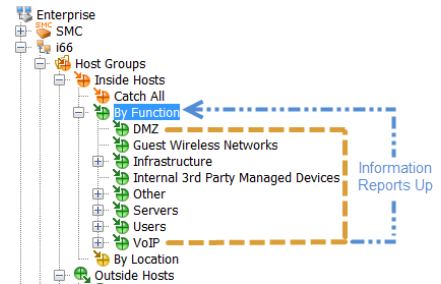 Enterprise
SMC
SMC
i66
Host Groups
Inside Hosts
Catch All
By Function
DMZ
Guest Wireless Networks
Infrastructure
Internal 3rd Party Managed Devices
Other
Servers
Users
VoIP
By Location
Outside Hosts
Information
Reports Up